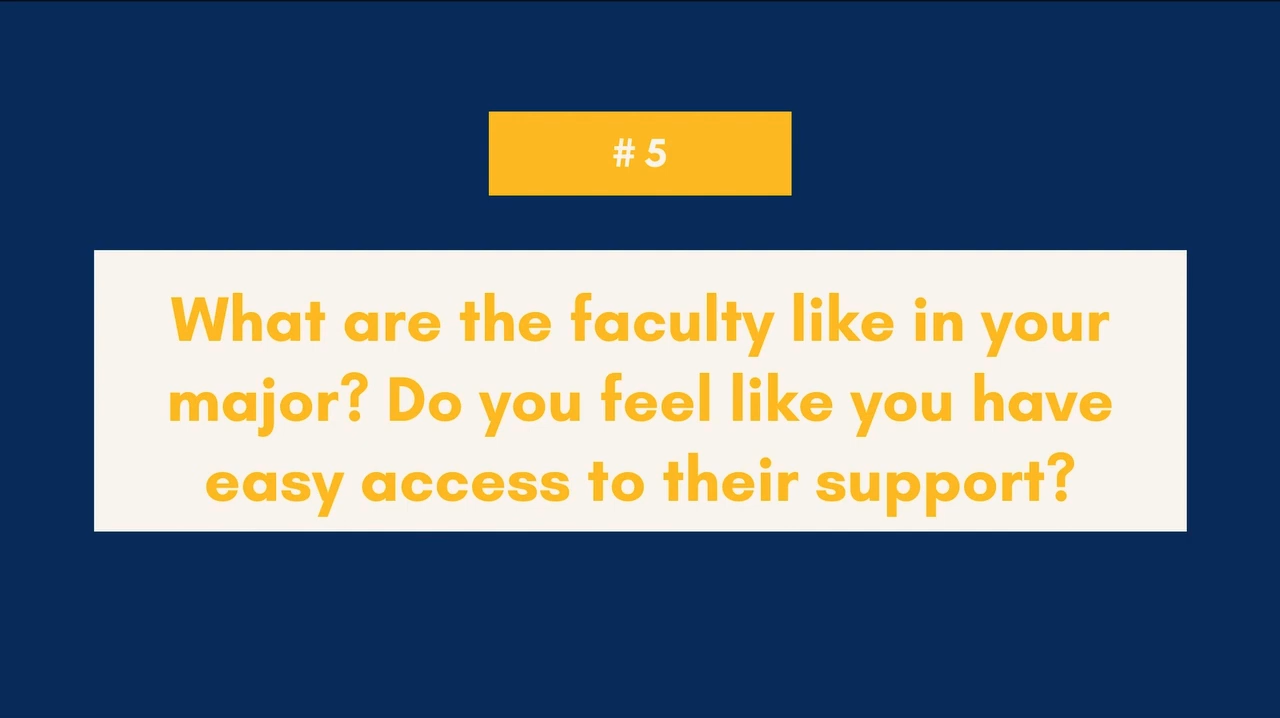 # 5
What are the faculty like in your
major? Do you feel like you have
easy access to their support?